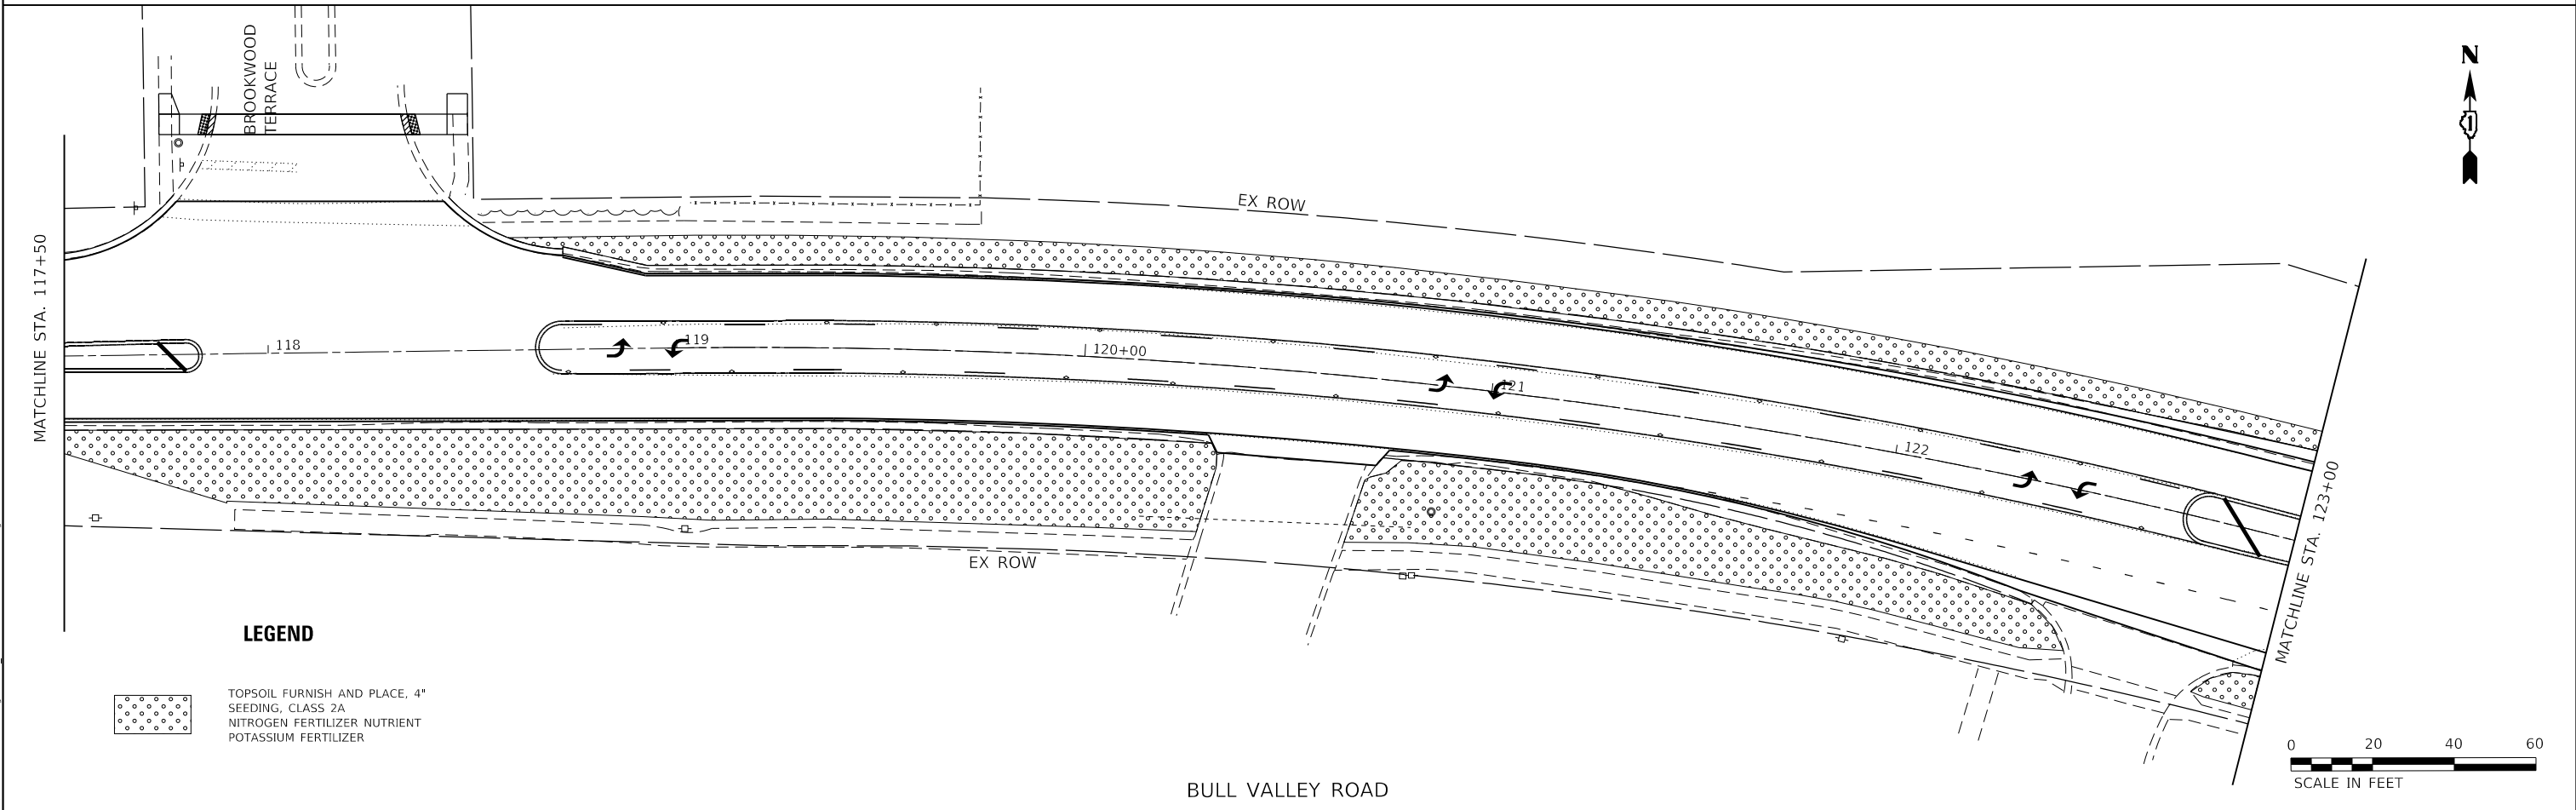 BROOKWOOD
TERRACE
N
1
EX ROW
MATCHLINE STA. 117+50
118
119
120+00
121
122
MATCHLINE STA. 123+00
EX ROW
LEGEND
TOPSOIL FURNISH AND PLACE, 4"
SEEDING, CLASS 2A
NITROGEN FERTILIZER NUTRIENT
POTASSIUM FERTILIZER
BULL VALLEY ROAD
0 20 40 60
SCALE IN FEET